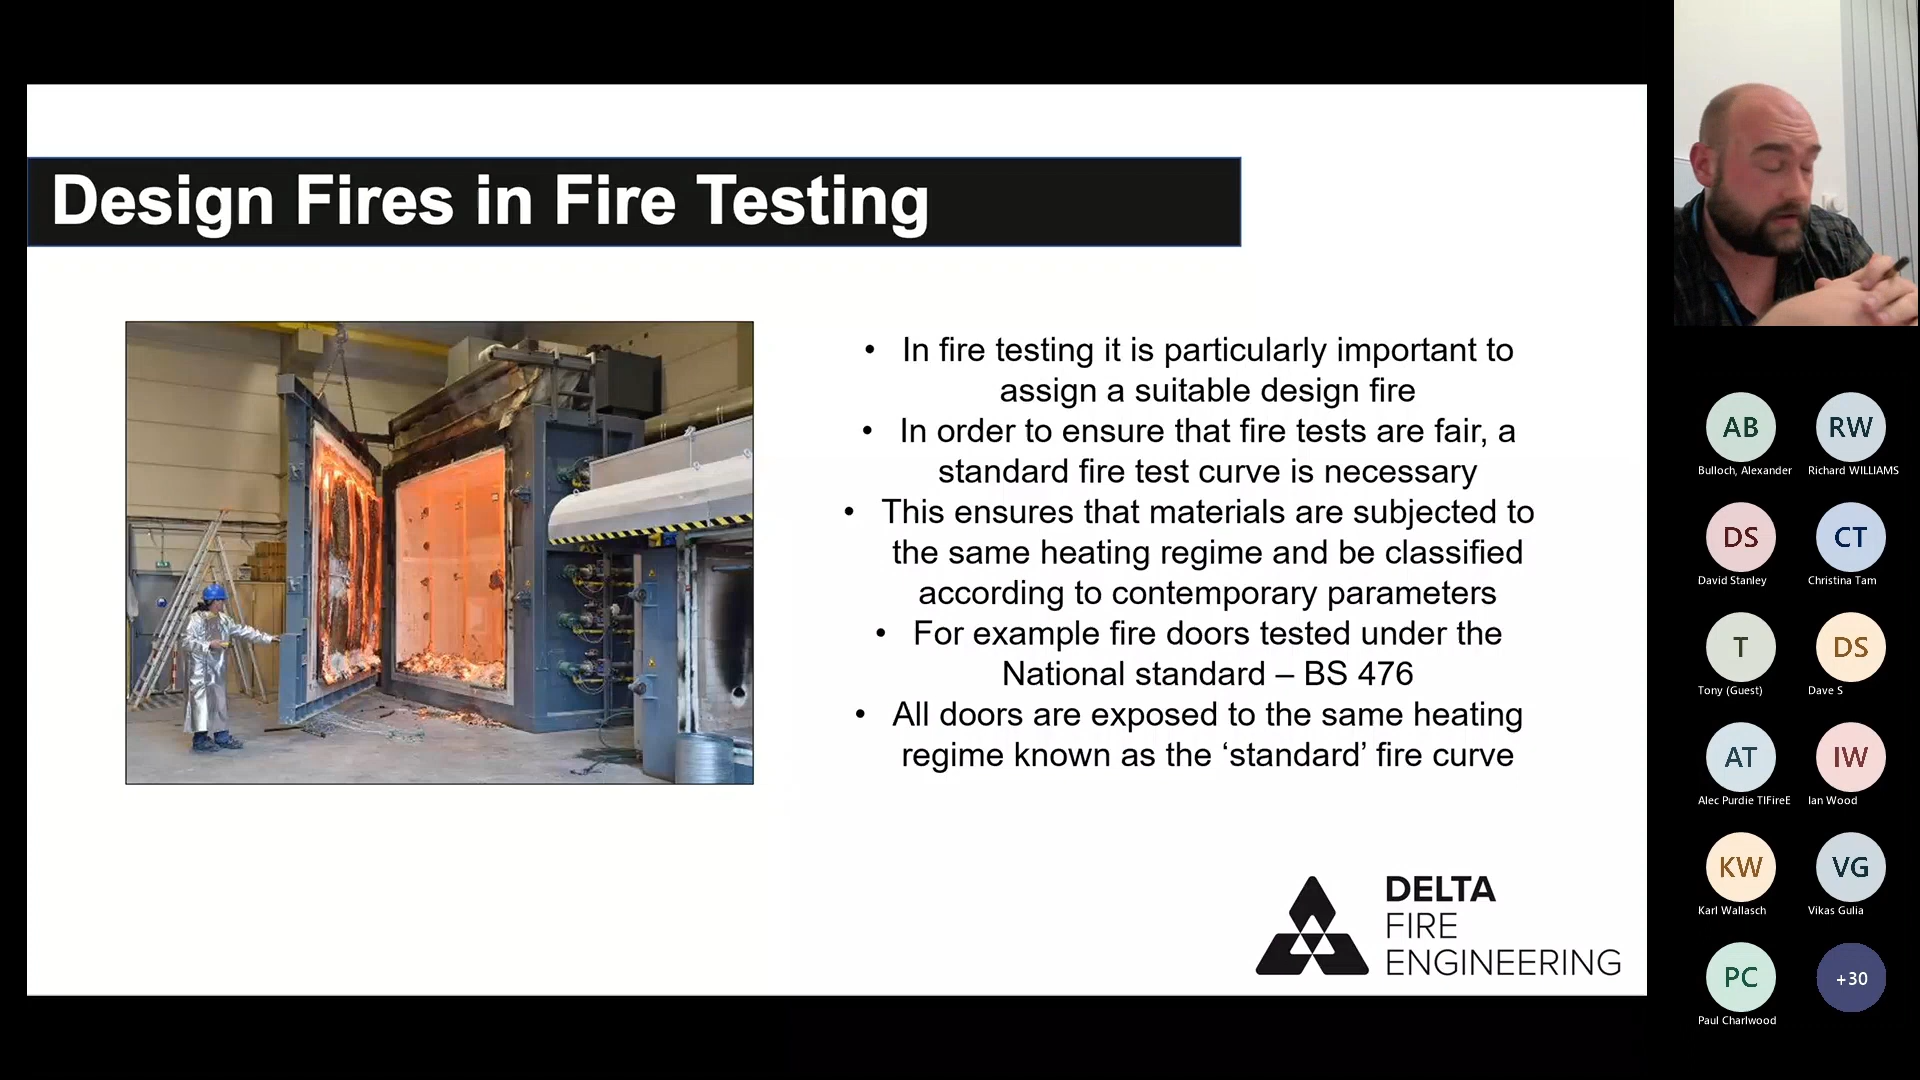 Design Fires in Fire Testing
• In fire testing it is particularly important to
assign a suitable design fire
• In order to ensure that fire tests are fair, a
standard fire test curve is necessary
• This ensures that materials are subjected to
the same heating regime and be classified
according to contemporary parameters
• For example fire doors tested under the
National standard – BS 476
• All doors are exposed to the same heating
regime known as the ‘standard’ fire curve
DELTA
FIRE
ENGINEERING
AB
Bulloch, Alexander
RW
Richard WILLIAMS
DS
David Stanley
CT
Christina Tam
T
Tony (Guest)
DS
Dave S
AT
Alec Purdie TIFireE
IW
Ian Wood
KW
Karl Wallasch
VG
Vikas Gulia
PC
Paul Charlwood
+30